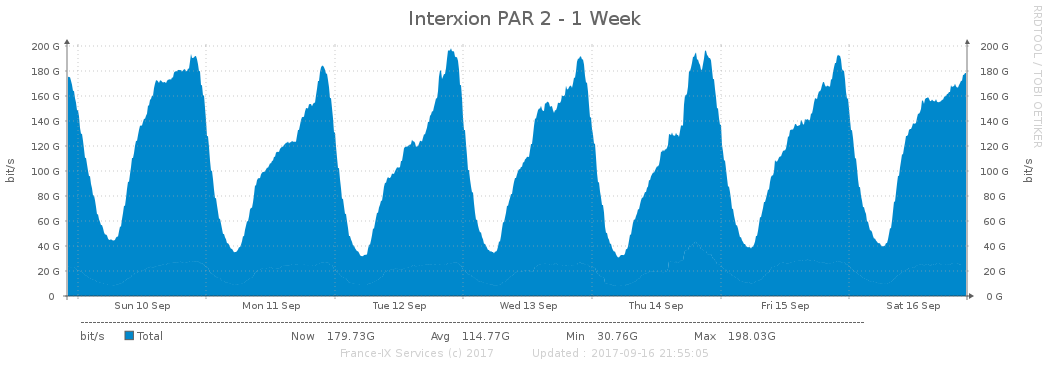 Interxion PAR 2 - 1 Week
RRDTOOL / TOBI OETIKER
bit/s
200 G
180 G
160 G
140 G
120 G
100 G
80 G
60 G
40 G
20 G
0
200 G
180 G
160 G
140 G
120 G
100 G
80 G
60 G
40 G
20 G
0 G
bit/s
Sun 10 Sep Mon 11 Sep Tue 12 Sep Wed 13 Sep Thu 14 Sep Fri 15 Sep Sat 16 Sep
bit/s Total Now 179.73G Avg 114.77G Min 30.76G Max 198.03G
France-IX Services (c) 2017 Updated : 2017-09-16 21:55:05